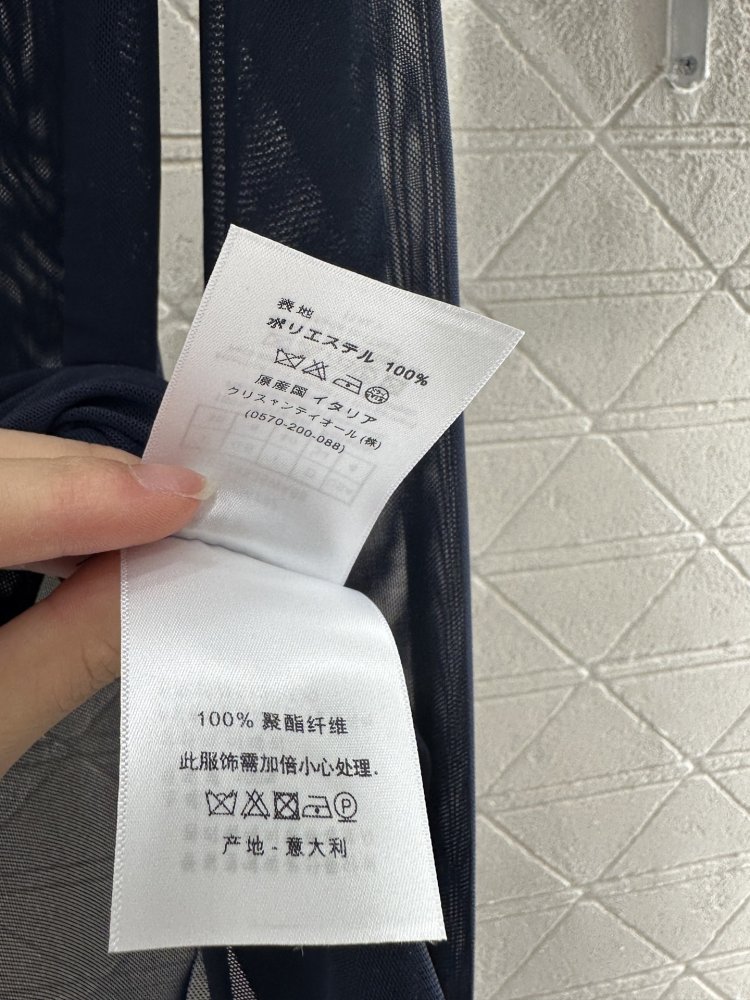 表地
ポリエステル 100%
原産国 イタリア
クリスャンディオール(株)
(0570-200-088)
100% 聚酯纤维
此服饰需加倍小心处理.
P
产地 - 意大利